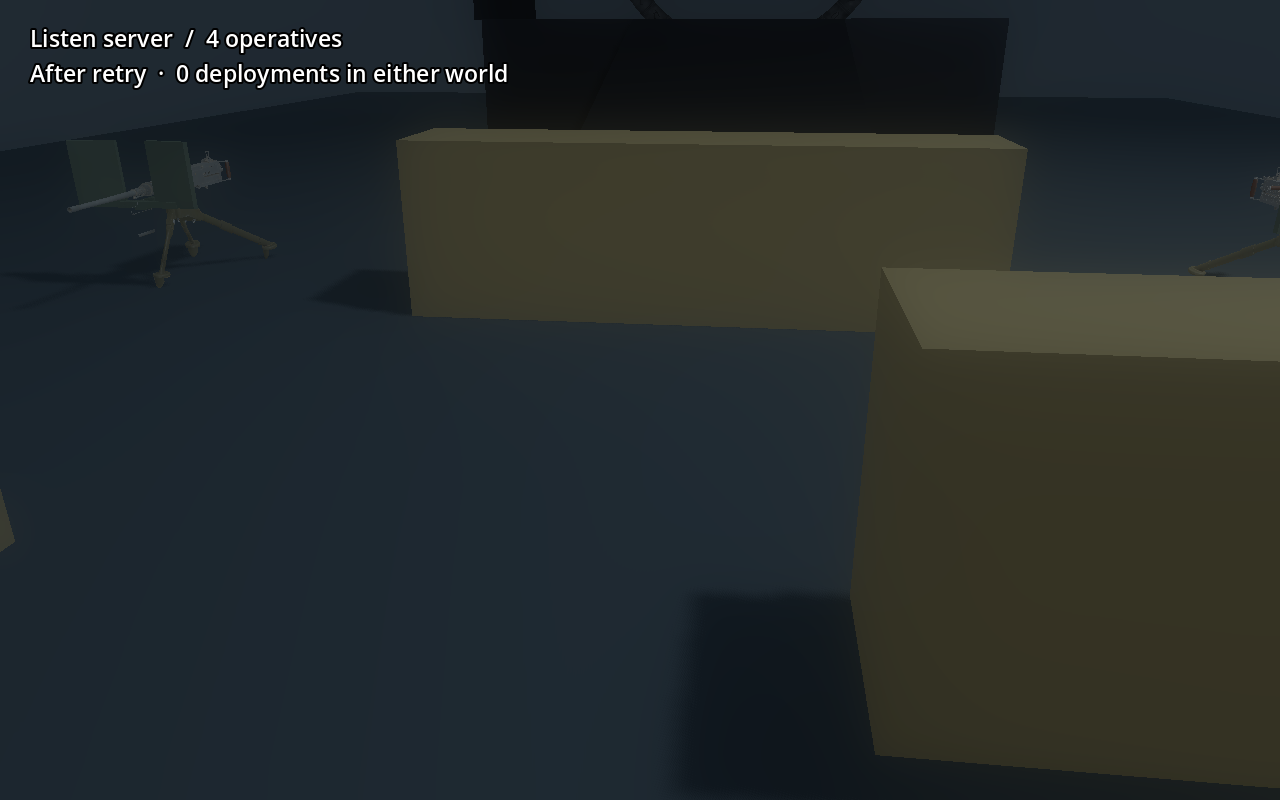 Listen server / 4 operatives
After retry · 0 deployments in either world